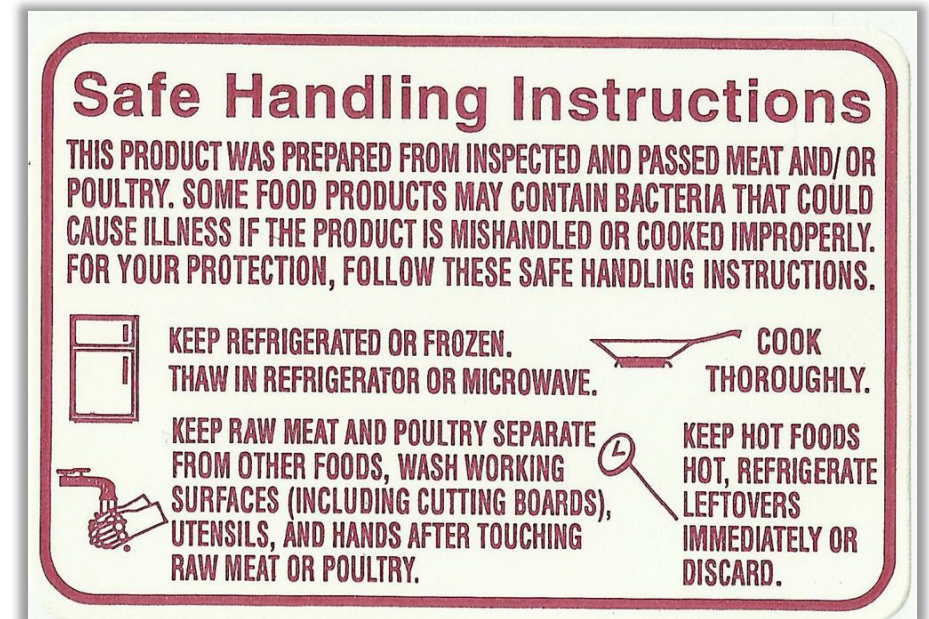 Safe Handling Instructions
THIS PRODUCT WAS PREPARED FROM INSPECTED AND PASSED MEAT AND/ OR
POULTRY. SOME FOOD PRODUCTS MAY CONTAIN BACTERIA THAT COULD
CAUSE ILLNESS IF THE PRODUCT IS MISHANDLED OR COOKED IMPROPERLY.
FOR YOUR PROTECTION, FOLLOW THESE SAFE HANDLING INSTRUCTIONS.
KEEP REFRIGERATED OR FROZEN.
THAW IN REFRIGERATOR OR MICROWAVE.
COOK
THOROUGHLY.
KEEP RAW MEAT AND POULTRY SEPARATE
FROM OTHER FOODS, WASH WORKING
SURFACES (INCLUDING CUTTING BOARDS),
UTENSILS, AND HANDS AFTER TOUCHING
RAW MEAT OR POULTRY.
KEEP HOT FOODS
HOT, REFRIGERATE
LEFTOVERS
IMMEDIATELY OR
DISCARD.